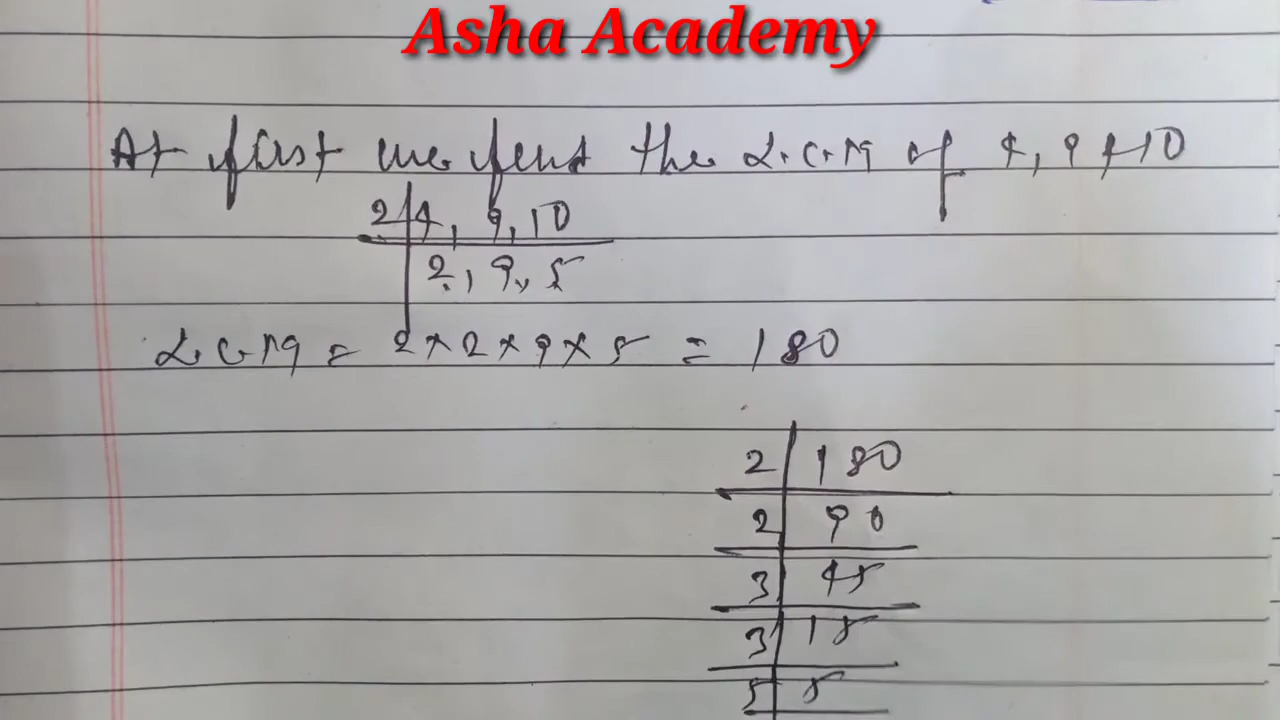 Asha Academy
At first we find the L.C.M of 4, 9 & 10
2 | 4, 9, 10
2, 9, 5
L.C.M = 2 × 2 × 9 × 5 = 180
2 | 180
2 | 90
3 | 45
3 | 15
5 | 5